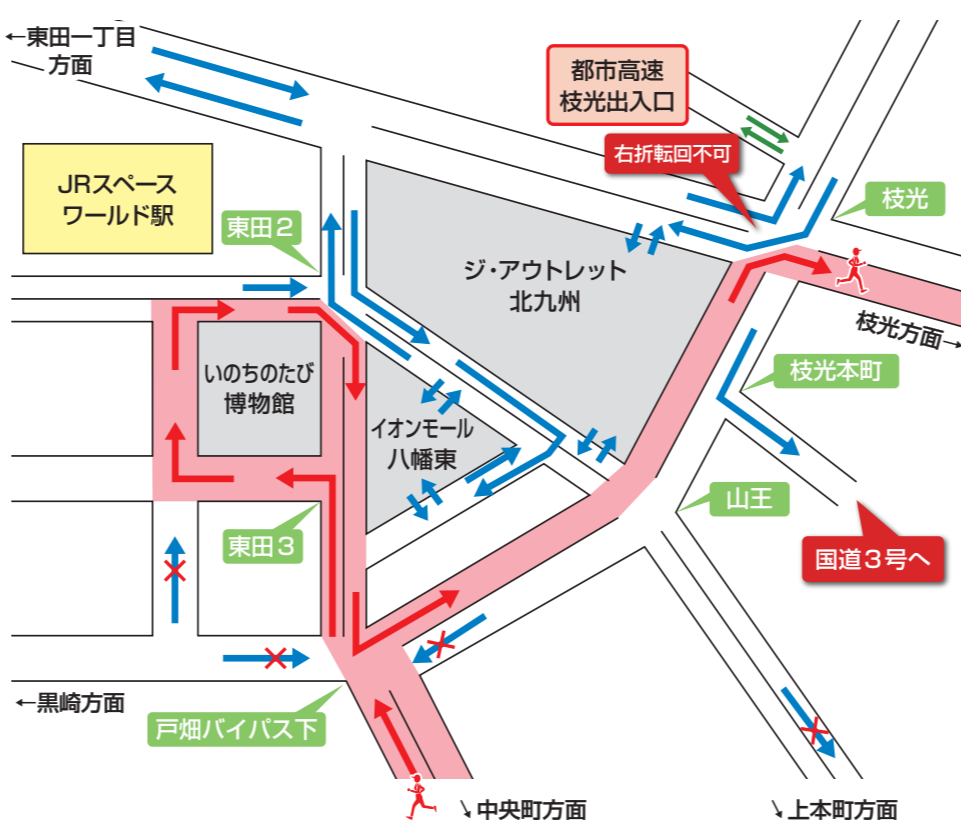 ←東田一丁目
方面
都市高速
枝光出入口
右折転回不可
JRスペース
ワールド駅
枝光
東田2
ジ・アウトレット
北九州
枝光方面
→
いのちのたび
博物館
枝光本町
イオンモール
八幡東
山王
東田3
国道3号へ
←黒崎方面
戸畑バイパス下
↘中央町方面
↘上本町方面